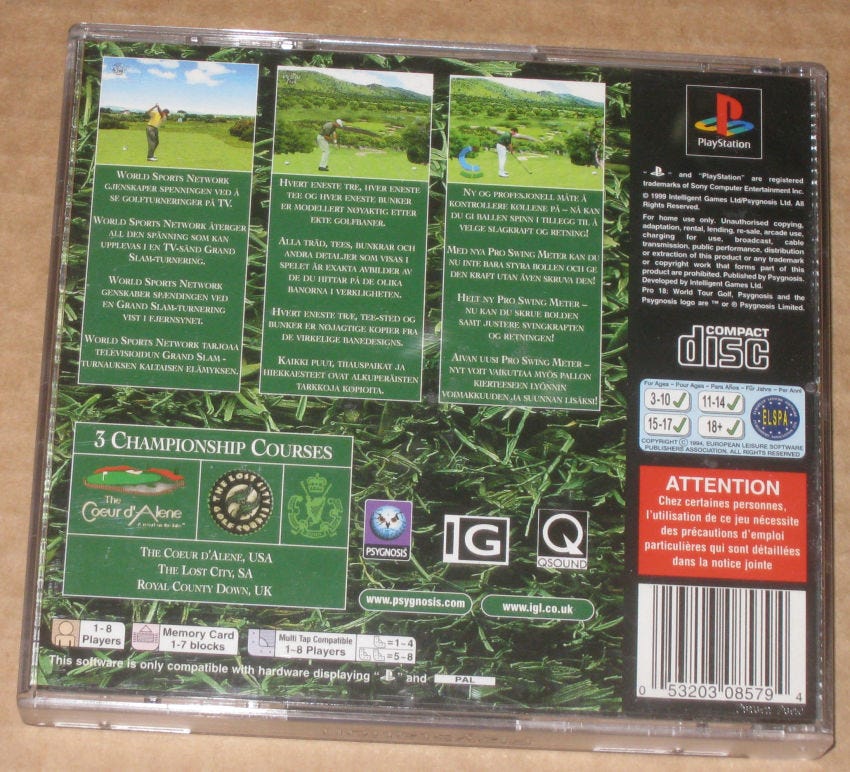 WORLD SPORTS NETWORK
GJENSKAPER SPENNINGEN VED Å
SE GOLFTURNERINGER PÅ TV.
WORLD SPORTS NETWORK ÅTERGER
ALL DEN SPÄNNING SOM KAN
UPPLEVAS I EN TV-SÄND GRAND
SLAM-TURNERING.
WORLD SPORTS NETWORK
GENSKABER SPÆNDINGEN VED
EN GRAND SLAM-TURNERING
VIST I FJERNSYNET.
WORLD SPORTS NETWORK TARJOAA
TELEVISIOIDUN GRAND SLAM -
TURNAUKSEN KALTAISEN ELÄMYKSEN.
HVERT ENESTE TRE, HVER ENESTE
TEE OG HVER ENESTE BUNKER
ER MODELLERT NØYAKTIG ETTER
EKTE GOLFBANER.
ALLA TRÄD, TEES, BUNKRAR OCH
ANDRA DETALJER SOM VISAS I
SPELET ÄR EXAKTA AVBILDER AV
DE DU HITTAR PÅ DE OLIKA
BANORNA I VERKLIGHETEN.
HVERT ENESTE TRÆ, TEE-STED OG
BUNKER ER NØJAGTIGE KOPIER FRA
DE VIRKELIGE BANEDESIGNS.
KAIKKI PUUT, TIIAUSPAIKAT JA
HIEKKAESTEET OVAT ALKUPERÄISTEN
TARKKOJA KOPIOITA.
NY OG PROFESJONELL MÅTE Å
KONTROLLERE KØLLENE PÅ – NÅ KAN
DU GI BALLEN SPINN I TILLEGG TIL Å
VELGE SLAGKRAFT OG RETNING!
MED NYA PRO SWING METER KAN DU
NU INTE BARA STYRA BOLLEN OCH GE
DEN KRAFT UTAN ÄVEN SKRUVA DEN!
HELT NY PRO SWING METER –
NU KAN DU SKRUE BOLDEN
SAMT JUSTERE SVINGKRAFTEN
OG RETNINGEN!
AIVAN UUSI PRO SWING METER –
NYT VOIT VAIKUTTAA MYÖS PALLON
KIERTEESEEN LYÖNNIN
VOIMAKKUUDEN JA SUUNNAN LISÄKSI!
PlayStation
" " and "PlayStation" are registered
trademarks of Sony Computer Entertainment Inc.
© 1999 Intelligent Games Ltd/Psygnosis Ltd. All
Rights Reserved.
For home use only. Unauthorised copying,
adaptation, rental, lending, re-sale, arcade use,
charging for use, broadcast, cable
transmission, public performance, distribution
or extraction of this product or any trademark
or copyright work that forms part of this
product are prohibited. Published by Psygnosis.
Developed by Intelligent Games Ltd.
Pro 18: World Tour Golf, Psygnosis and the
Psygnosis logo are ™ or ® Psygnosis Limited.
COMPACT
disc
For Ages - Pour Ages - Para Años - Für Jahre - Per Anni
3-10 11-14
15-17 18+
ELSPA
COPYRIGHT © 1994, EUROPEAN LEISURE SOFTWARE
PUBLISHERS ASSOCIATION. ALL RIGHTS RESERVED
ATTENTION
Chez certaines personnes,
l'utilisation de ce jeu nécessite
des précautions d'emploi
particulières qui sont détaillées
dans la notice jointe
0 53203 08579 4
3 CHAMPIONSHIP COURSES
The
Coeur d'Alene
THE COEUR D'ALENE, USA
THE LOST CITY, SA
ROYAL COUNTY DOWN, UK
PSYGNOSIS
IG
Q
QSOUND
www.psygnosis.com
www.igl.co.uk
1-8
Players
Memory Card
1-7 blocks
Multi Tap Compatible
1-8 Players
=1-4
=5-8
This software is only compatible with hardware displaying " " and PAL